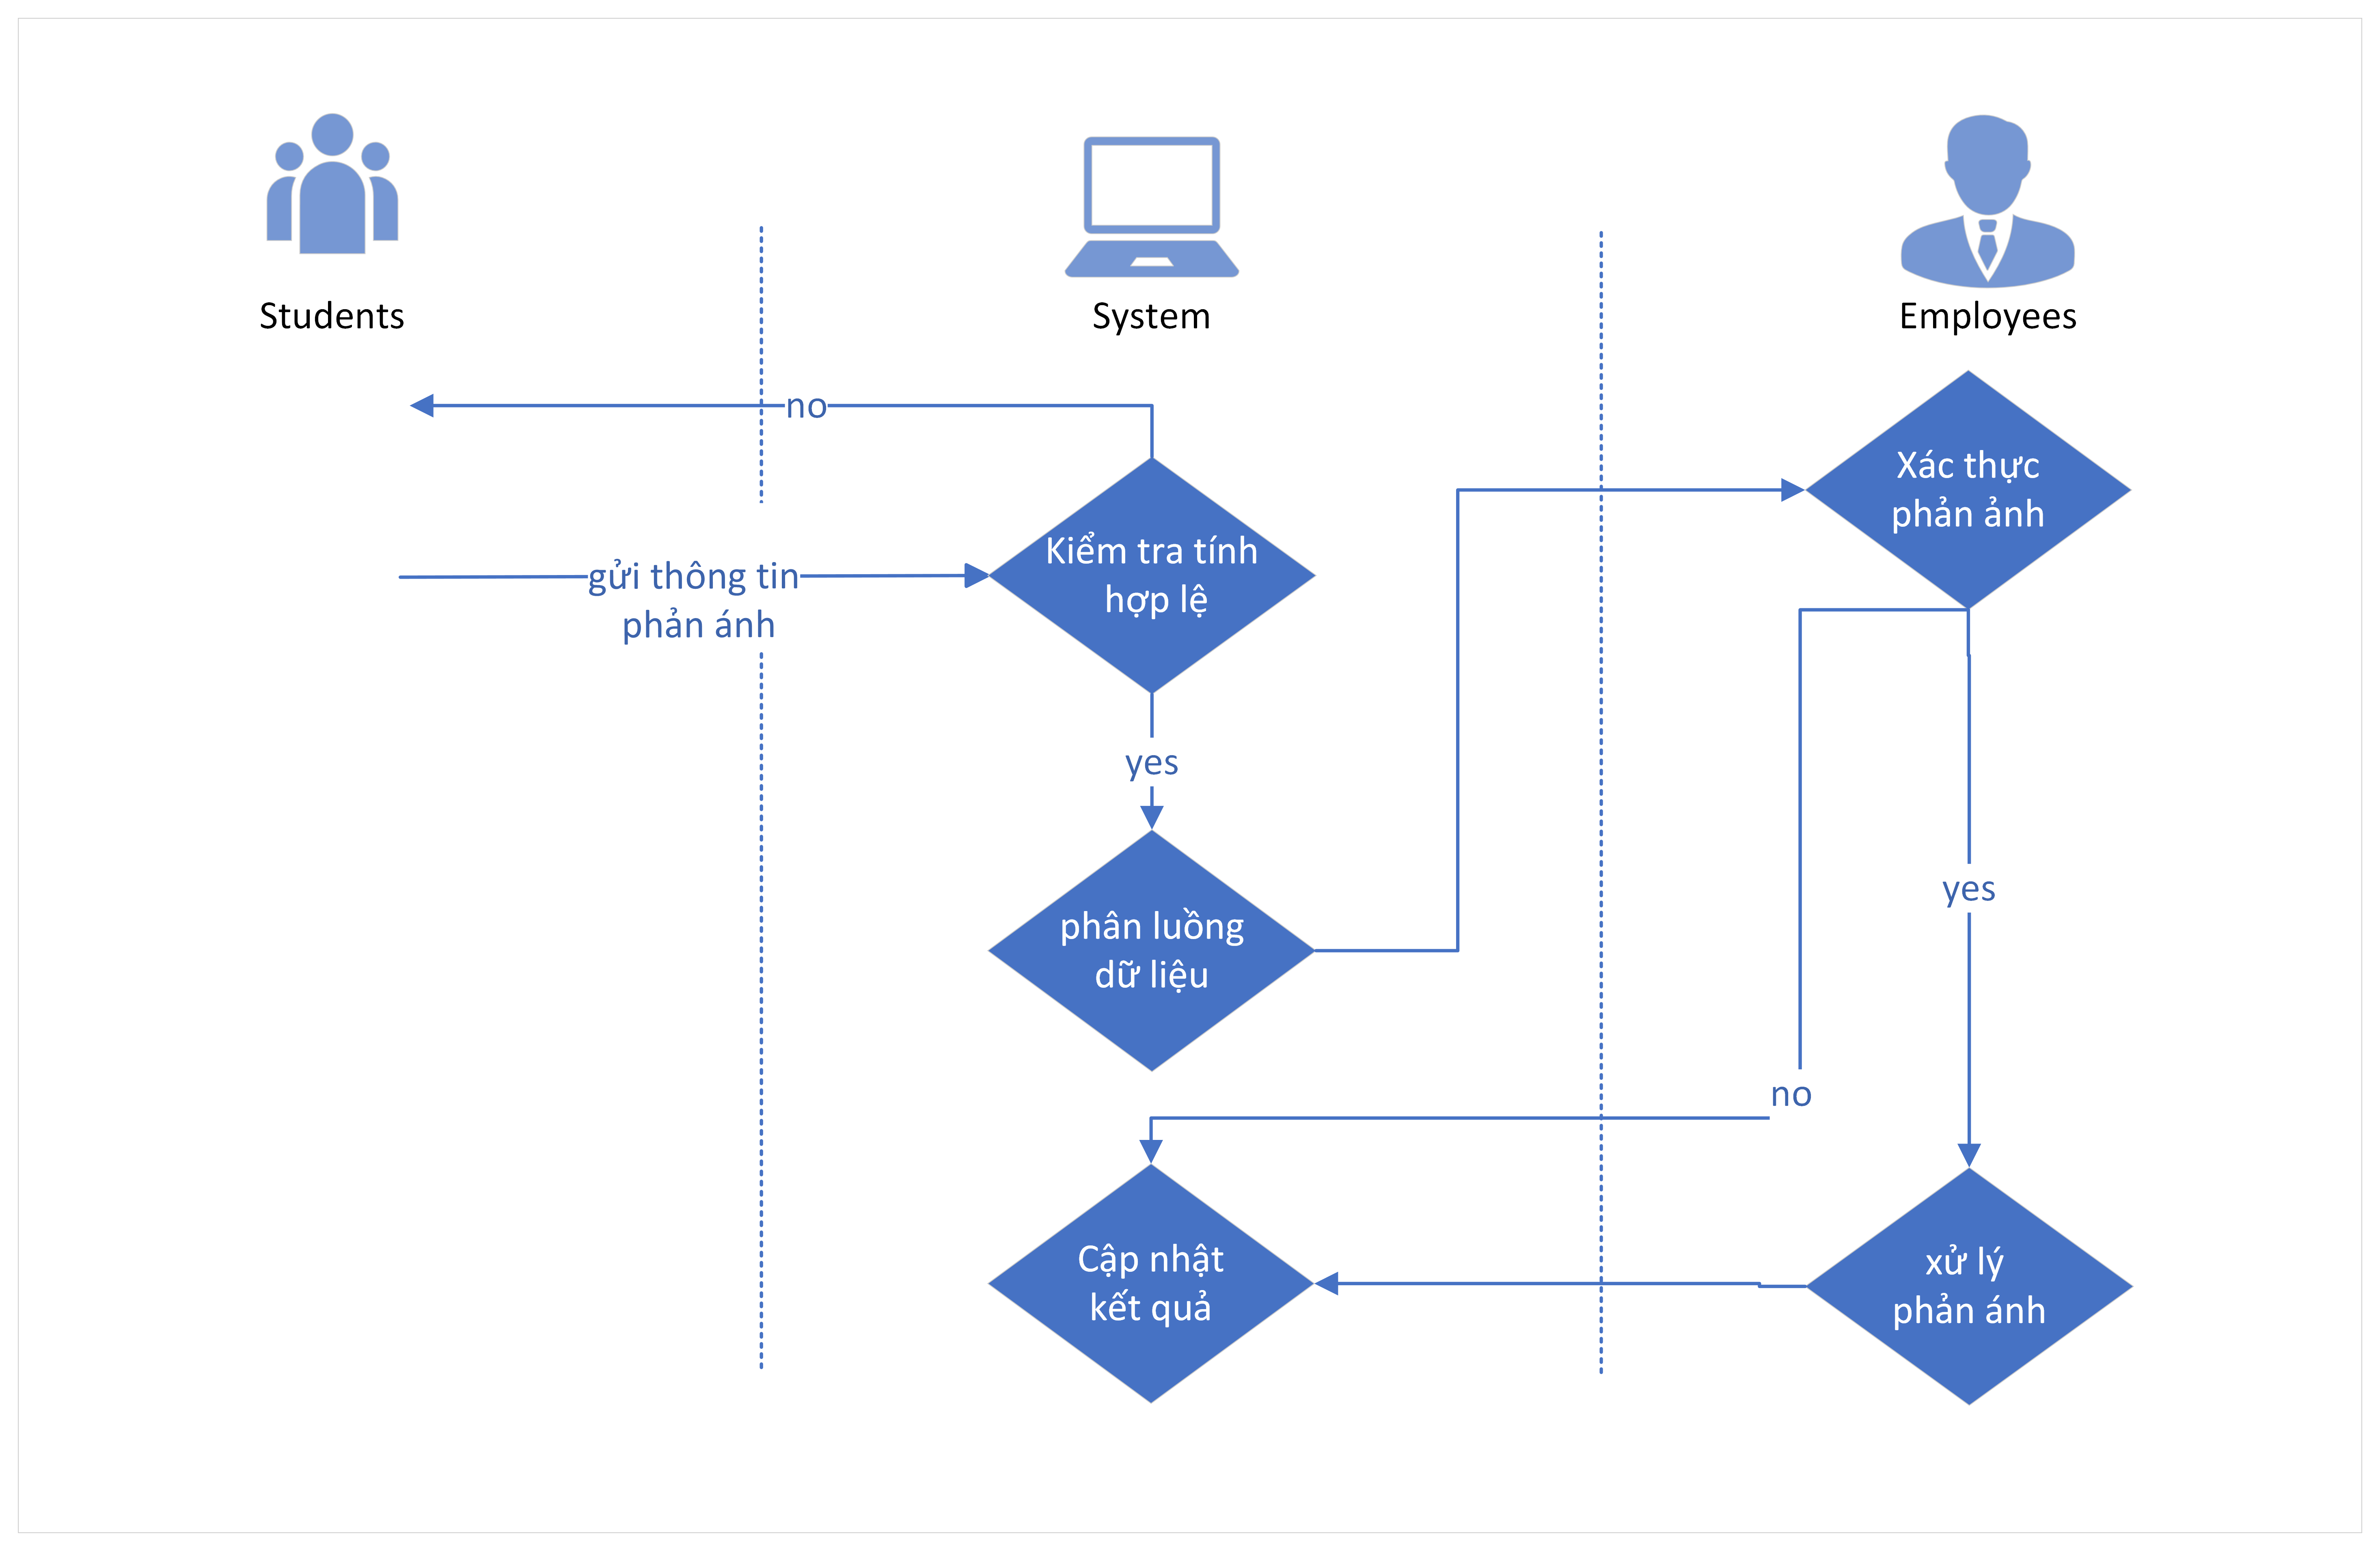 Students
System
Employees
no
Xác thực
phản ảnh
gửi thông tin
phản ánh
Kiểm tra tính
hợp lệ
yes
yes
phân luồng
dữ liệu
no
Cập nhật
kết quả
xử lý
phản ánh